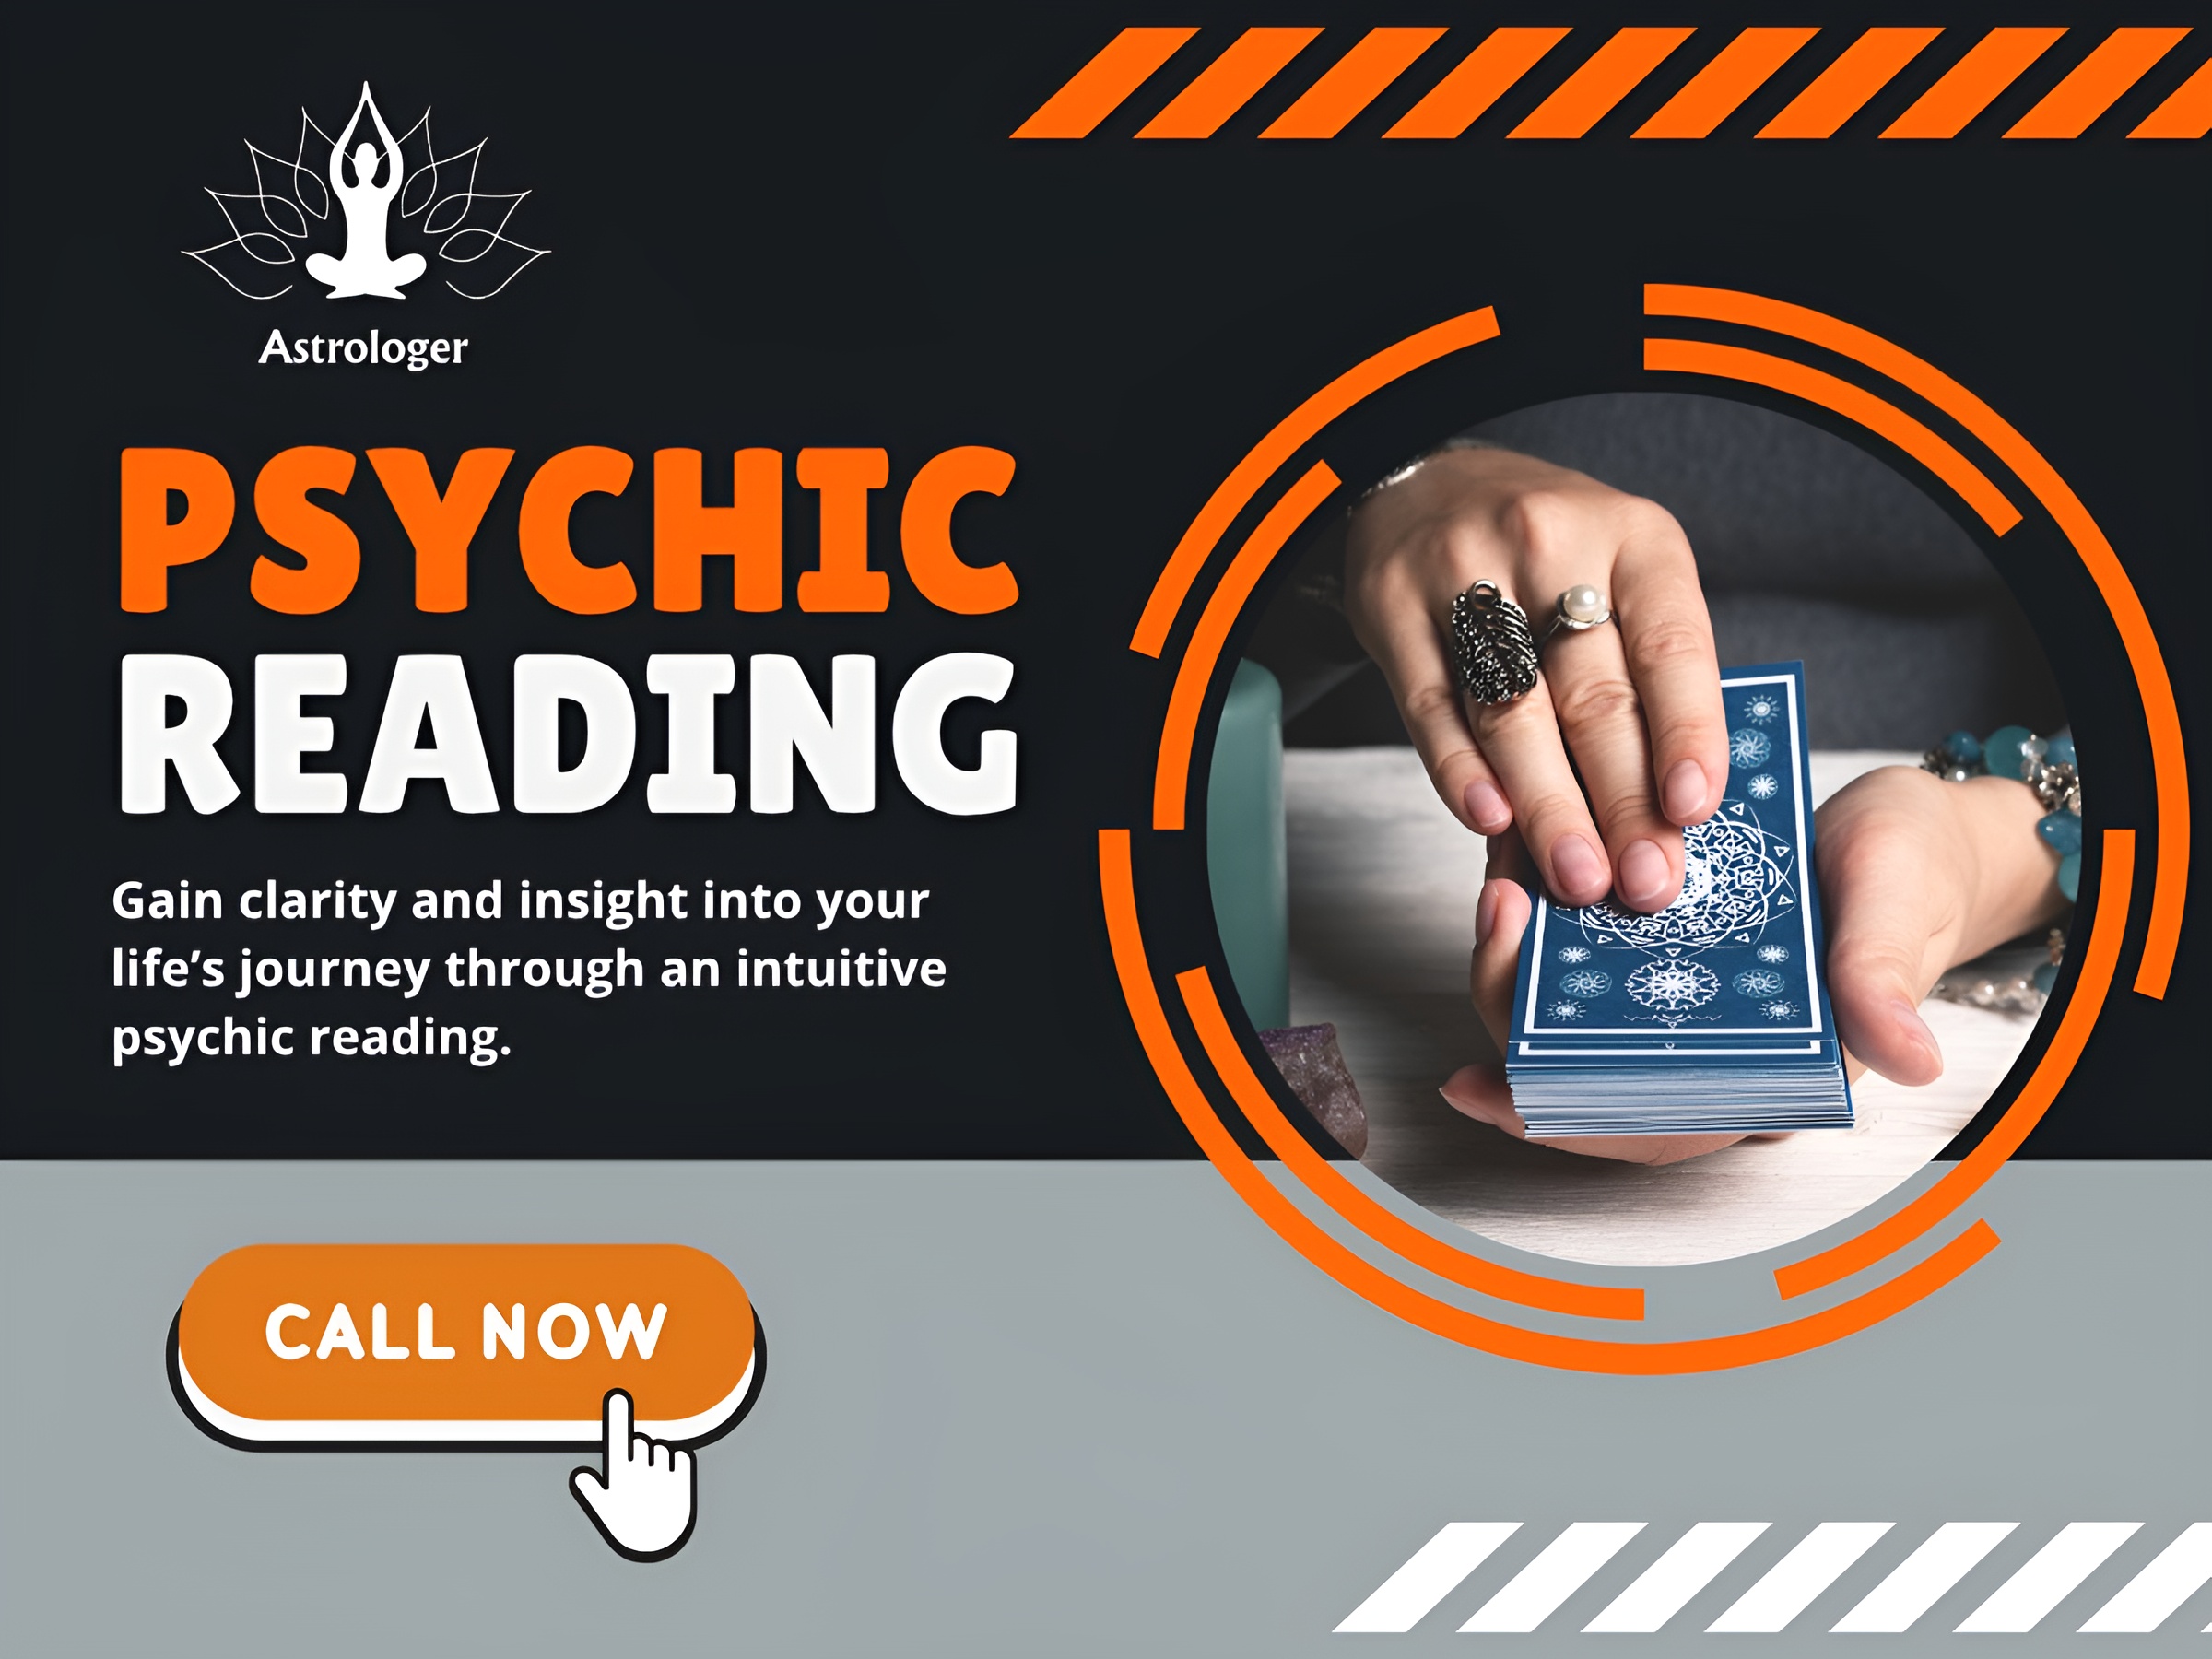 Astrologer
PSYCHIC
READING
Gain clarity and insight into your
life’s journey through an intuitive
psychic reading.
CALL NOW